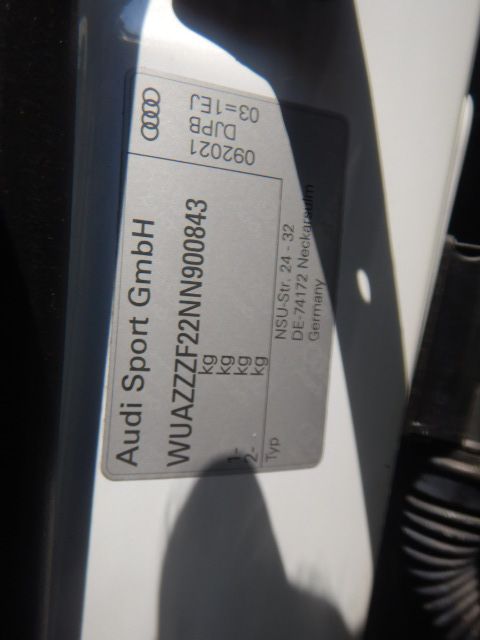 Audi Sport GmbH
WUAZZZF22NN900843
kg
kg
1- kg
2- kg
Typ
NSU-Str. 24 - 32
DE-74172 Neckarsulm
Germany
092021
DJPB
03=1EJ